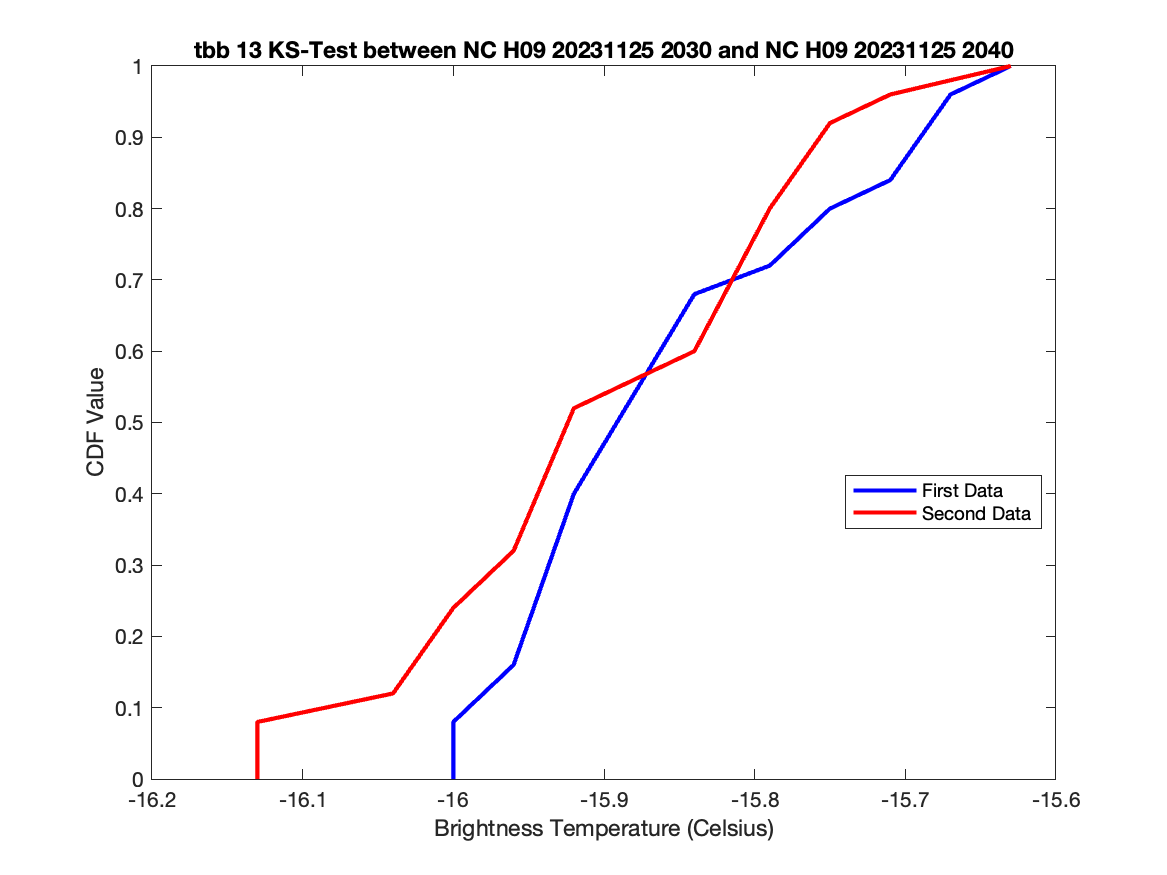 tbb 13 KS-Test between NC H09 20231125 2030 and NC H09 20231125 2040
1
0.9
0.8
0.7
0.6
0.5
0.4
0.3
0.2
0.1
0
CDF Value
First Data
Second Data
-16.2 -16.1 -16 -15.9 -15.8 -15.7 -15.6
Brightness Temperature (Celsius)